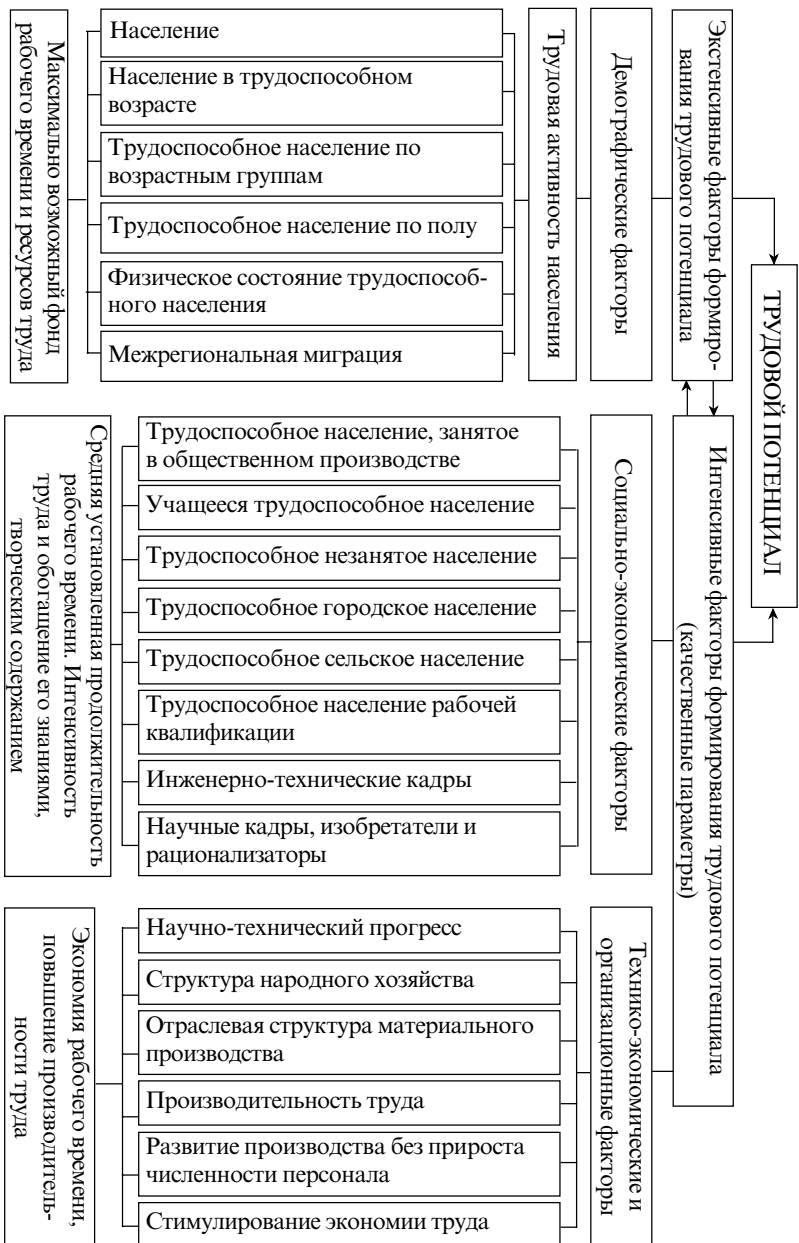 ТРУДОВОЙ ПОТЕНЦИАЛ
Экстенсивные факторы формиро-
вания трудового потенциала
Интенсивные факторы формирования трудового потенциала
(качественные параметры)
Демографические факторы
Социально-экономические факторы
Технико-экономические и
организационные факторы
Трудовая активность населения
Население
Население в трудоспособном
возрасте
Трудоспособное население по
возрастным группам
Трудоспособное население по полу
Физическое состояние трудоспособ-
ного населения
Межрегиональная миграция
Максимально возможный фонд
рабочего времени и ресурсов труда
Трудоспособное население, занятое
в общественном производстве
Учащееся трудоспособное население
Трудоспособное незанятое население
Трудоспособное городское население
Трудоспособное сельское население
Трудоспособное население рабочей
квалификации
Инженерно-технические кадры
Научные кадры, изобретатели и
рационализаторы
Средняя установленная продолжительность
рабочего времени. Интенсивность
труда и обогащение его знаниями,
творческим содержанием
Научно-технический прогресс
Структура народного хозяйства
Отраслевая структура материального
производства
Производительность труда
Развитие производства без прироста
численности персонала
Стимулирование экономии труда
Экономия рабочего времени,
повышение производитель-
ности труда